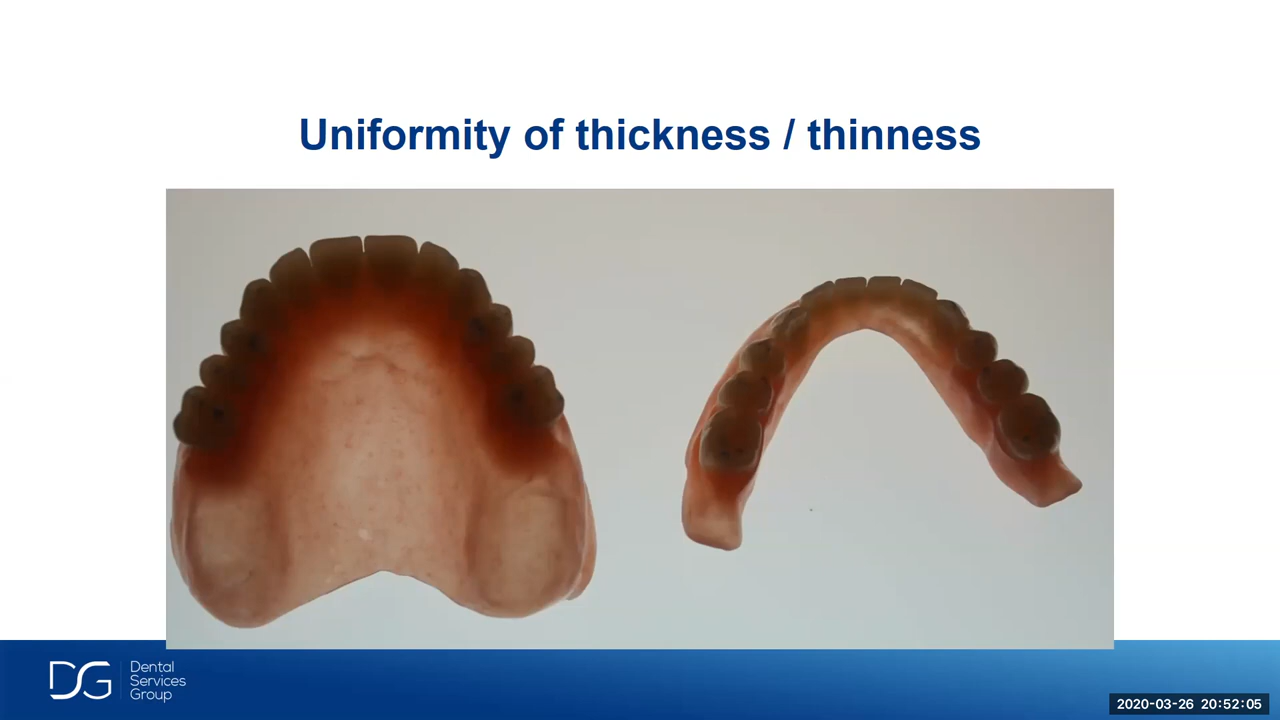 Uniformity of thickness / thinness
DG
Dental
Services
Group
2020-03-26 20:52:05